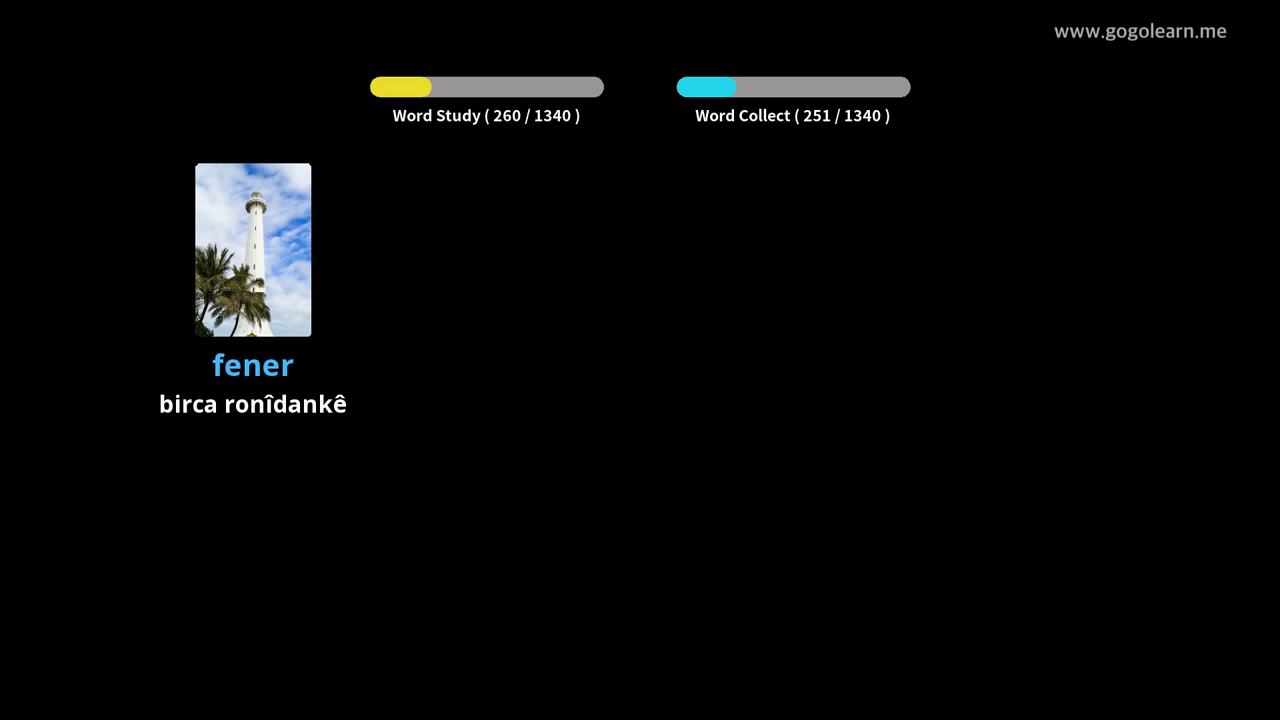 www.gogolearn.me
Word Study ( 260 / 1340 )
Word Collect ( 251 / 1340 )
fener
birca ronîdankê